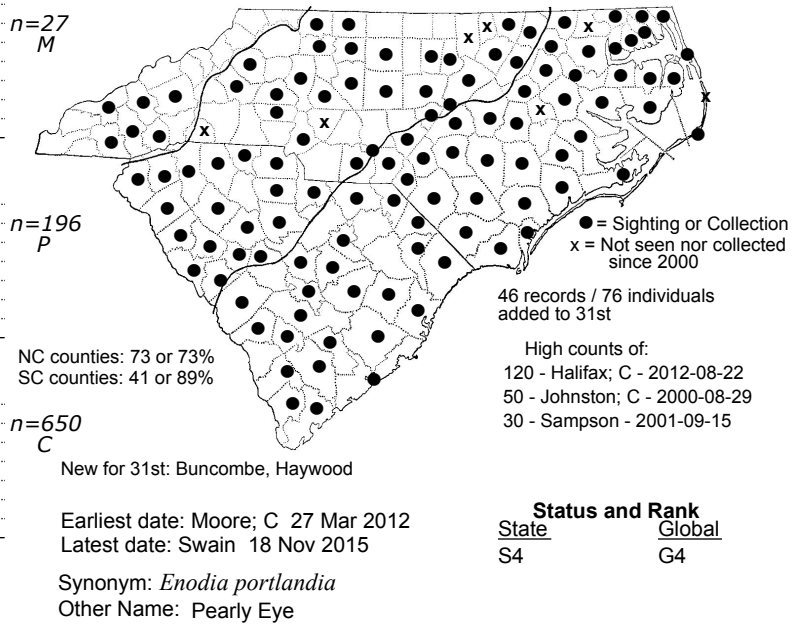 n=27
M
n=196
P
n=650
C
● = Sighting or Collection
x = Not seen nor collected
since 2000
46 records / 76 individuals
added to 31st
High counts of:
120 - Halifax; C - 2012-08-22
50 - Johnston; C - 2000-08-29
30 - Sampson - 2001-09-15
NC counties: 73 or 73%
SC counties: 41 or 89%
New for 31st: Buncombe, Haywood
Earliest date: Moore; C 27 Mar 2012
Latest date: Swain 18 Nov 2015
Synonym: Enodia portlandia
Other Name: Pearly Eye
Status and Rank
State Global
S4 G4